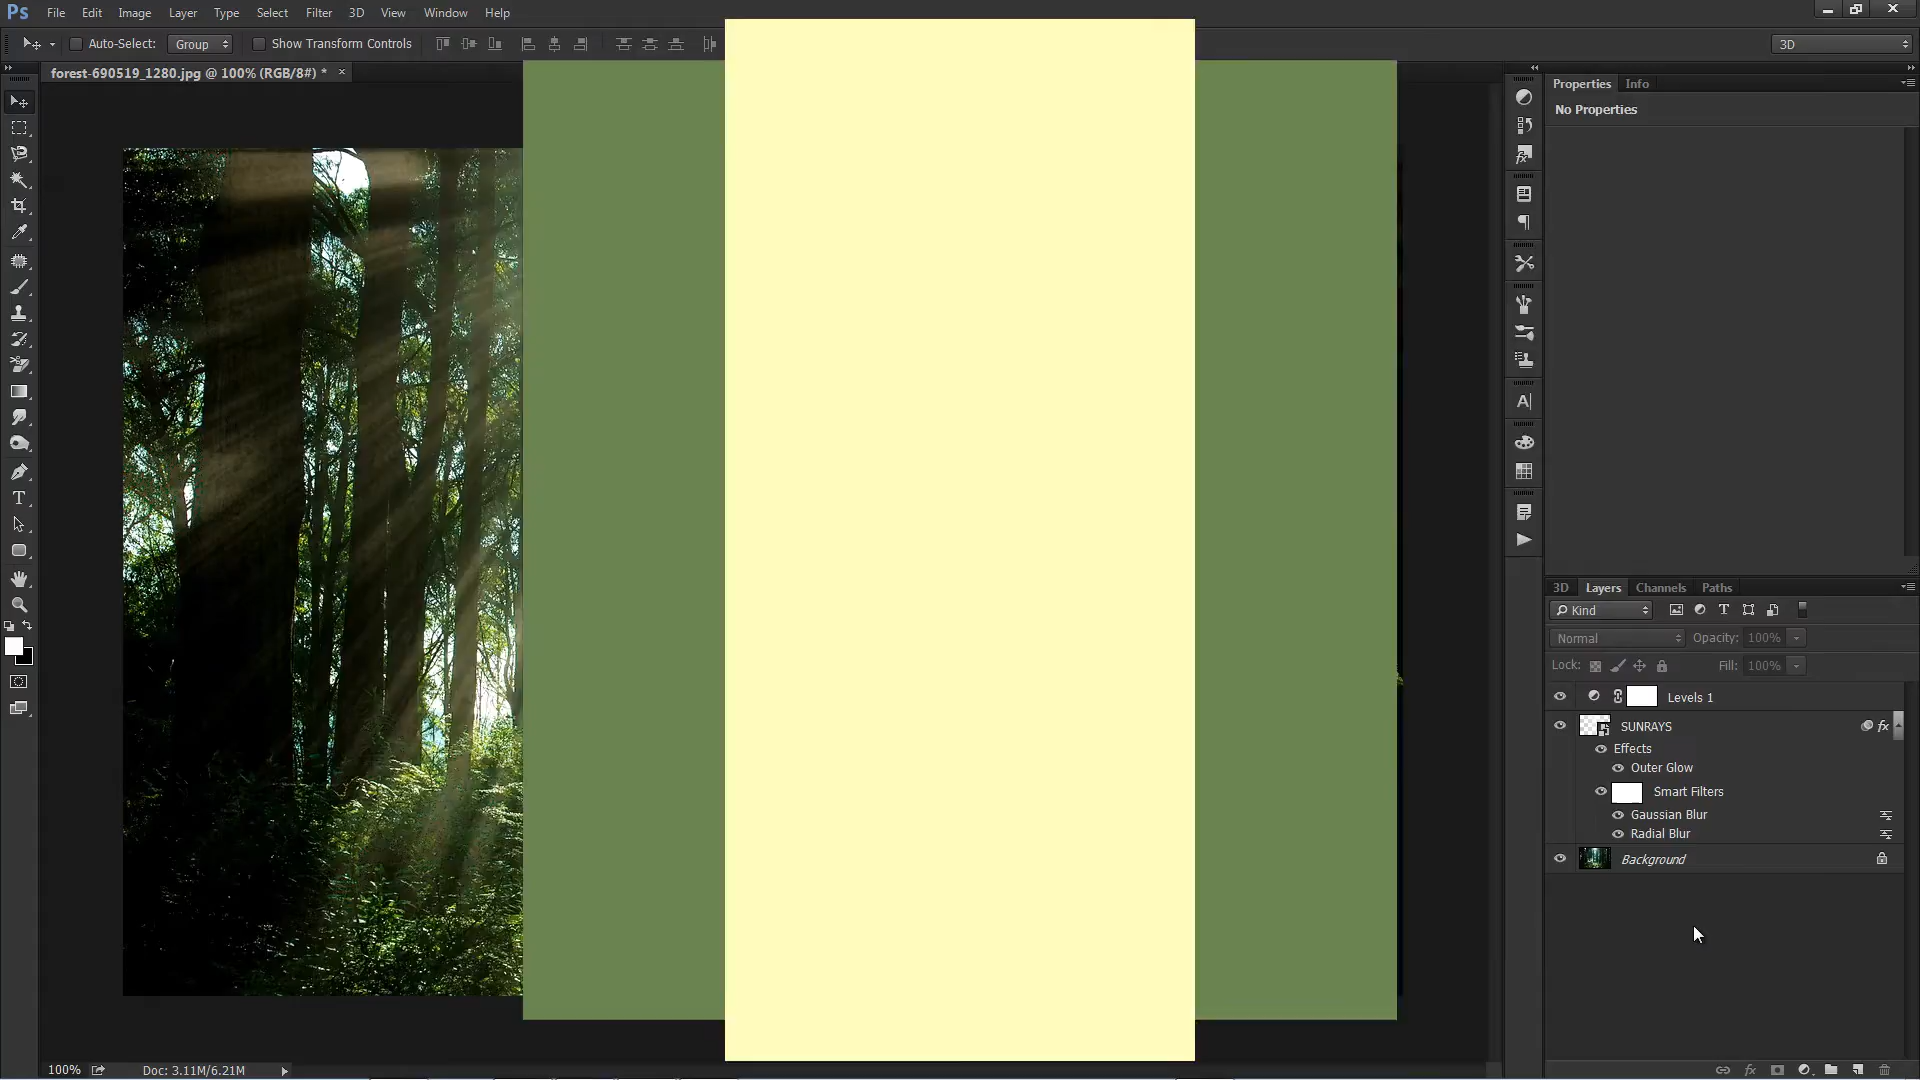 Ps File Edit Image Layer Type Select Filter 3D View Window Help
Auto-Select: Group Show Transform Controls 3D
forest-690519_1280.jpg @ 100% (RGB/8#) * ×
Properties Info
No Properties
3D Layers Channels Paths
Kind
Normal Opacity: 100%
Lock: Fill: 100%
Levels 1
SUNRAYS fx
Effects
Outer Glow
Smart Filters
Gaussian Blur
Radial Blur
Background
100% Doc: 3.11M/6.21M